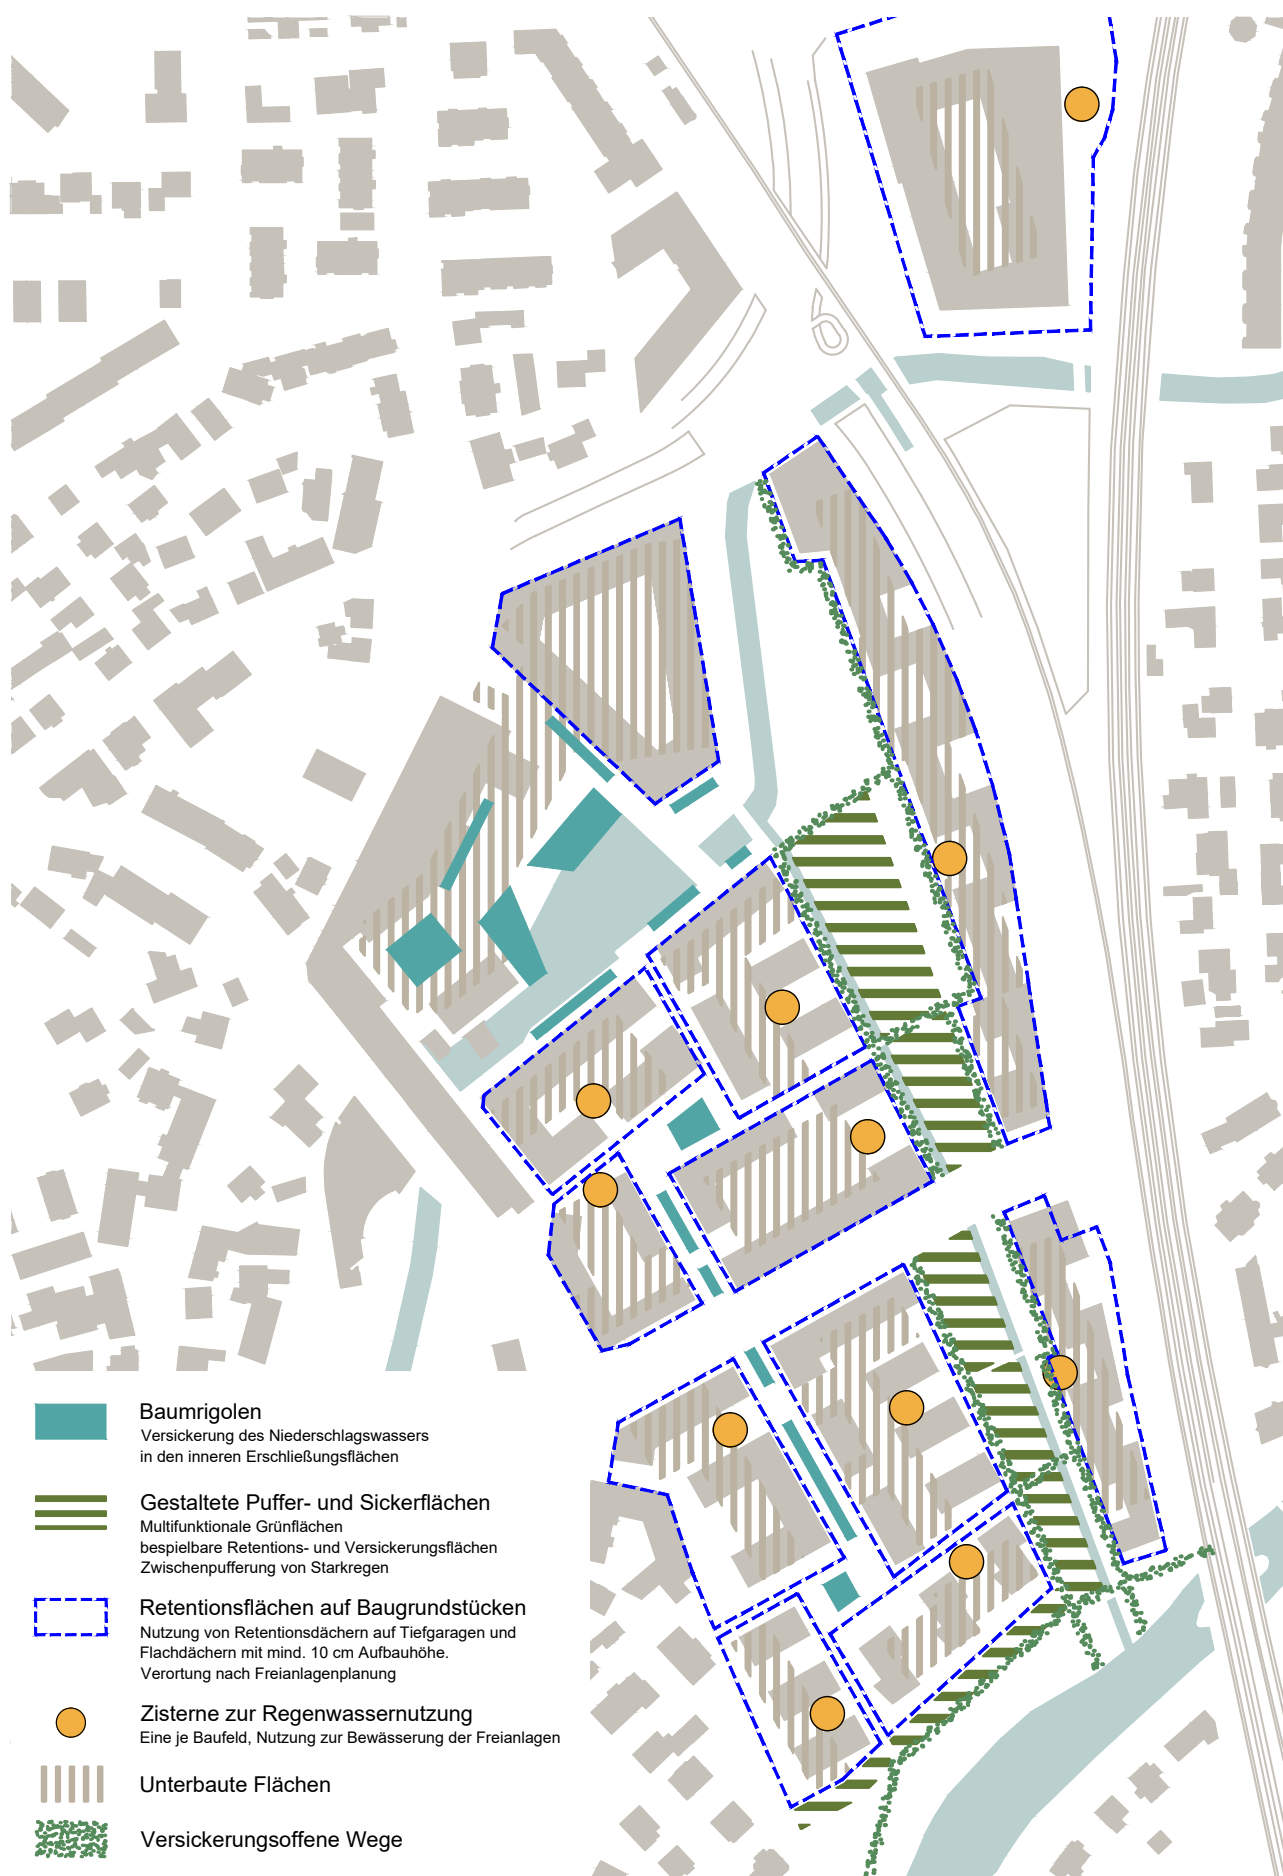 Baumrigolen
Versickerung des Niederschlagswassers
in den inneren Erschließungsflächen
Gestaltete Puffer- und Sickerflächen
Multifunktionale Grünflächen
bespielbare Retentions- und Versickerungsflächen
Zwischenpufferung von Starkregen
Retentionsflächen auf Baugrundstücken
Nutzung von Retentionsdächern auf Tiefgaragen und
Flachdächern mit mind. 10 cm Aufbauhöhe.
Verortung nach Freianlagenplanung
Zisterne zur Regenwassernutzung
Eine je Baufeld, Nutzung zur Bewässerung der Freianlagen
Unterbaute Flächen
Versickerungsoffene Wege